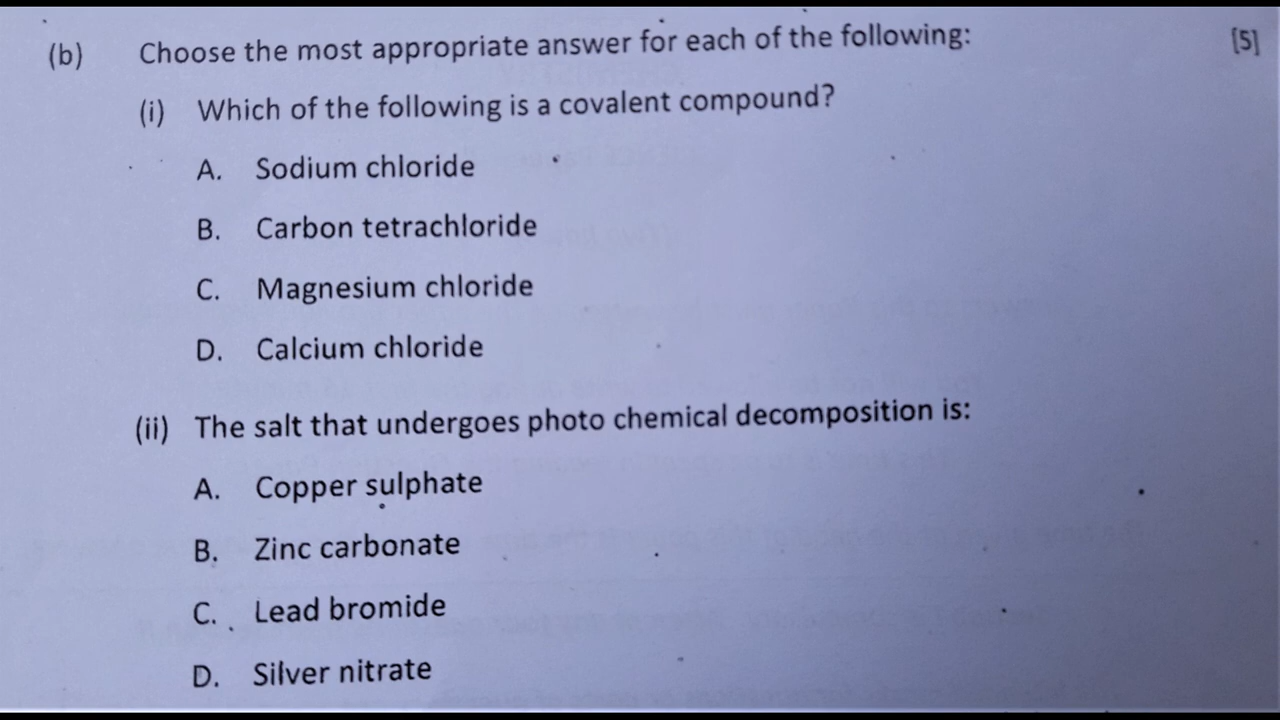 (b) Choose the most appropriate answer for each of the following: [5]
(i) Which of the following is a covalent compound?
A. Sodium chloride
B. Carbon tetrachloride
C. Magnesium chloride
D. Calcium chloride
(ii) The salt that undergoes photo chemical decomposition is:
A. Copper sulphate
B. Zinc carbonate
C. Lead bromide
D. Silver nitrate